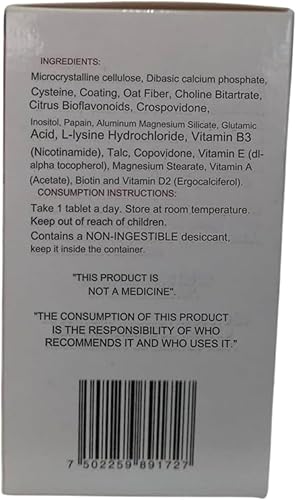 INGREDIENTS:
Microcrystalline cellulose, Dibasic calcium phosphate,
Cysteine, Coating, Oat Fiber, Choline Bitartrate,
Citrus Bioflavonoids, Crospovidone,
Inositol, Papain, Aluminum Magnesium Silicate, Glutamic
Acid, L-lysine Hydrochloride, Vitamin B3
(Nicotinamide), Talc, Copovidone, Vitamin E (dl-
alpha tocopherol), Magnesium Stearate, Vitamin A
(Acetate), Biotin and Vitamin D2 (Ergocalciferol).
CONSUMPTION INSTRUCTIONS:
Take 1 tablet a day. Store at room temperature.
Keep out of reach of children.
Contains a NON-INGESTIBLE desiccant,
keep it inside the container.
"THIS PRODUCT IS
NOT A MEDICINE".
"THE CONSUMPTION OF THIS PRODUCT
IS THE RESPONSIBILITY OF WHO
RECOMMENDS IT AND WHO USES IT."
7 502259 891727